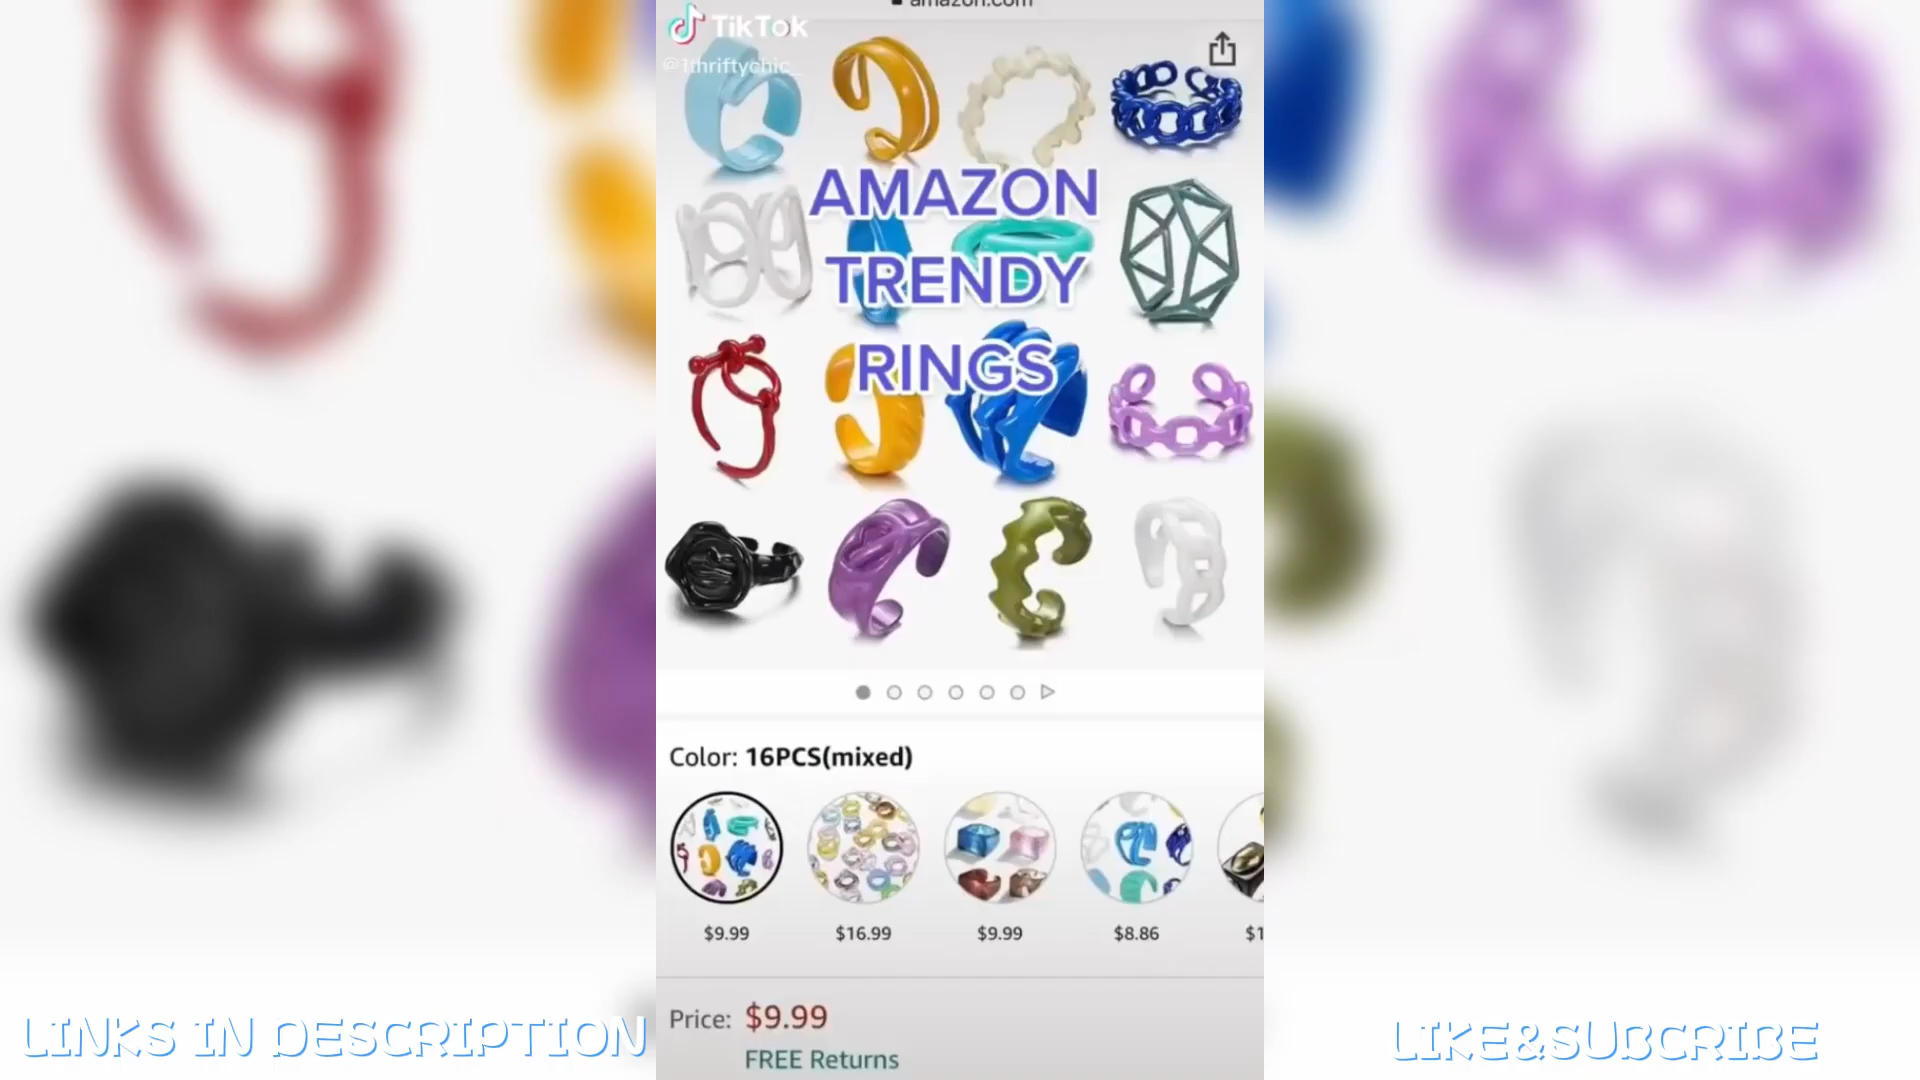 amazon.com
TikTok
@1thriftychic_
AMAZON
TRENDY
RINGS
Color: 16PCS(mixed)
$9.99
$16.99
$9.99
$8.86
Price: $9.99
FREE Returns
LINKS IN DESCRIPTION
LIKE&SUBCRIBE